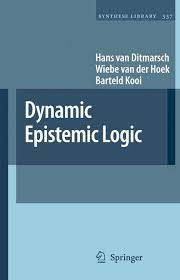 SYNTHESE LIBRARY 337
Hans van Ditmarsch
Wiebe van der Hoek
Barteld Kooi
Dynamic
Epistemic Logic
Springer